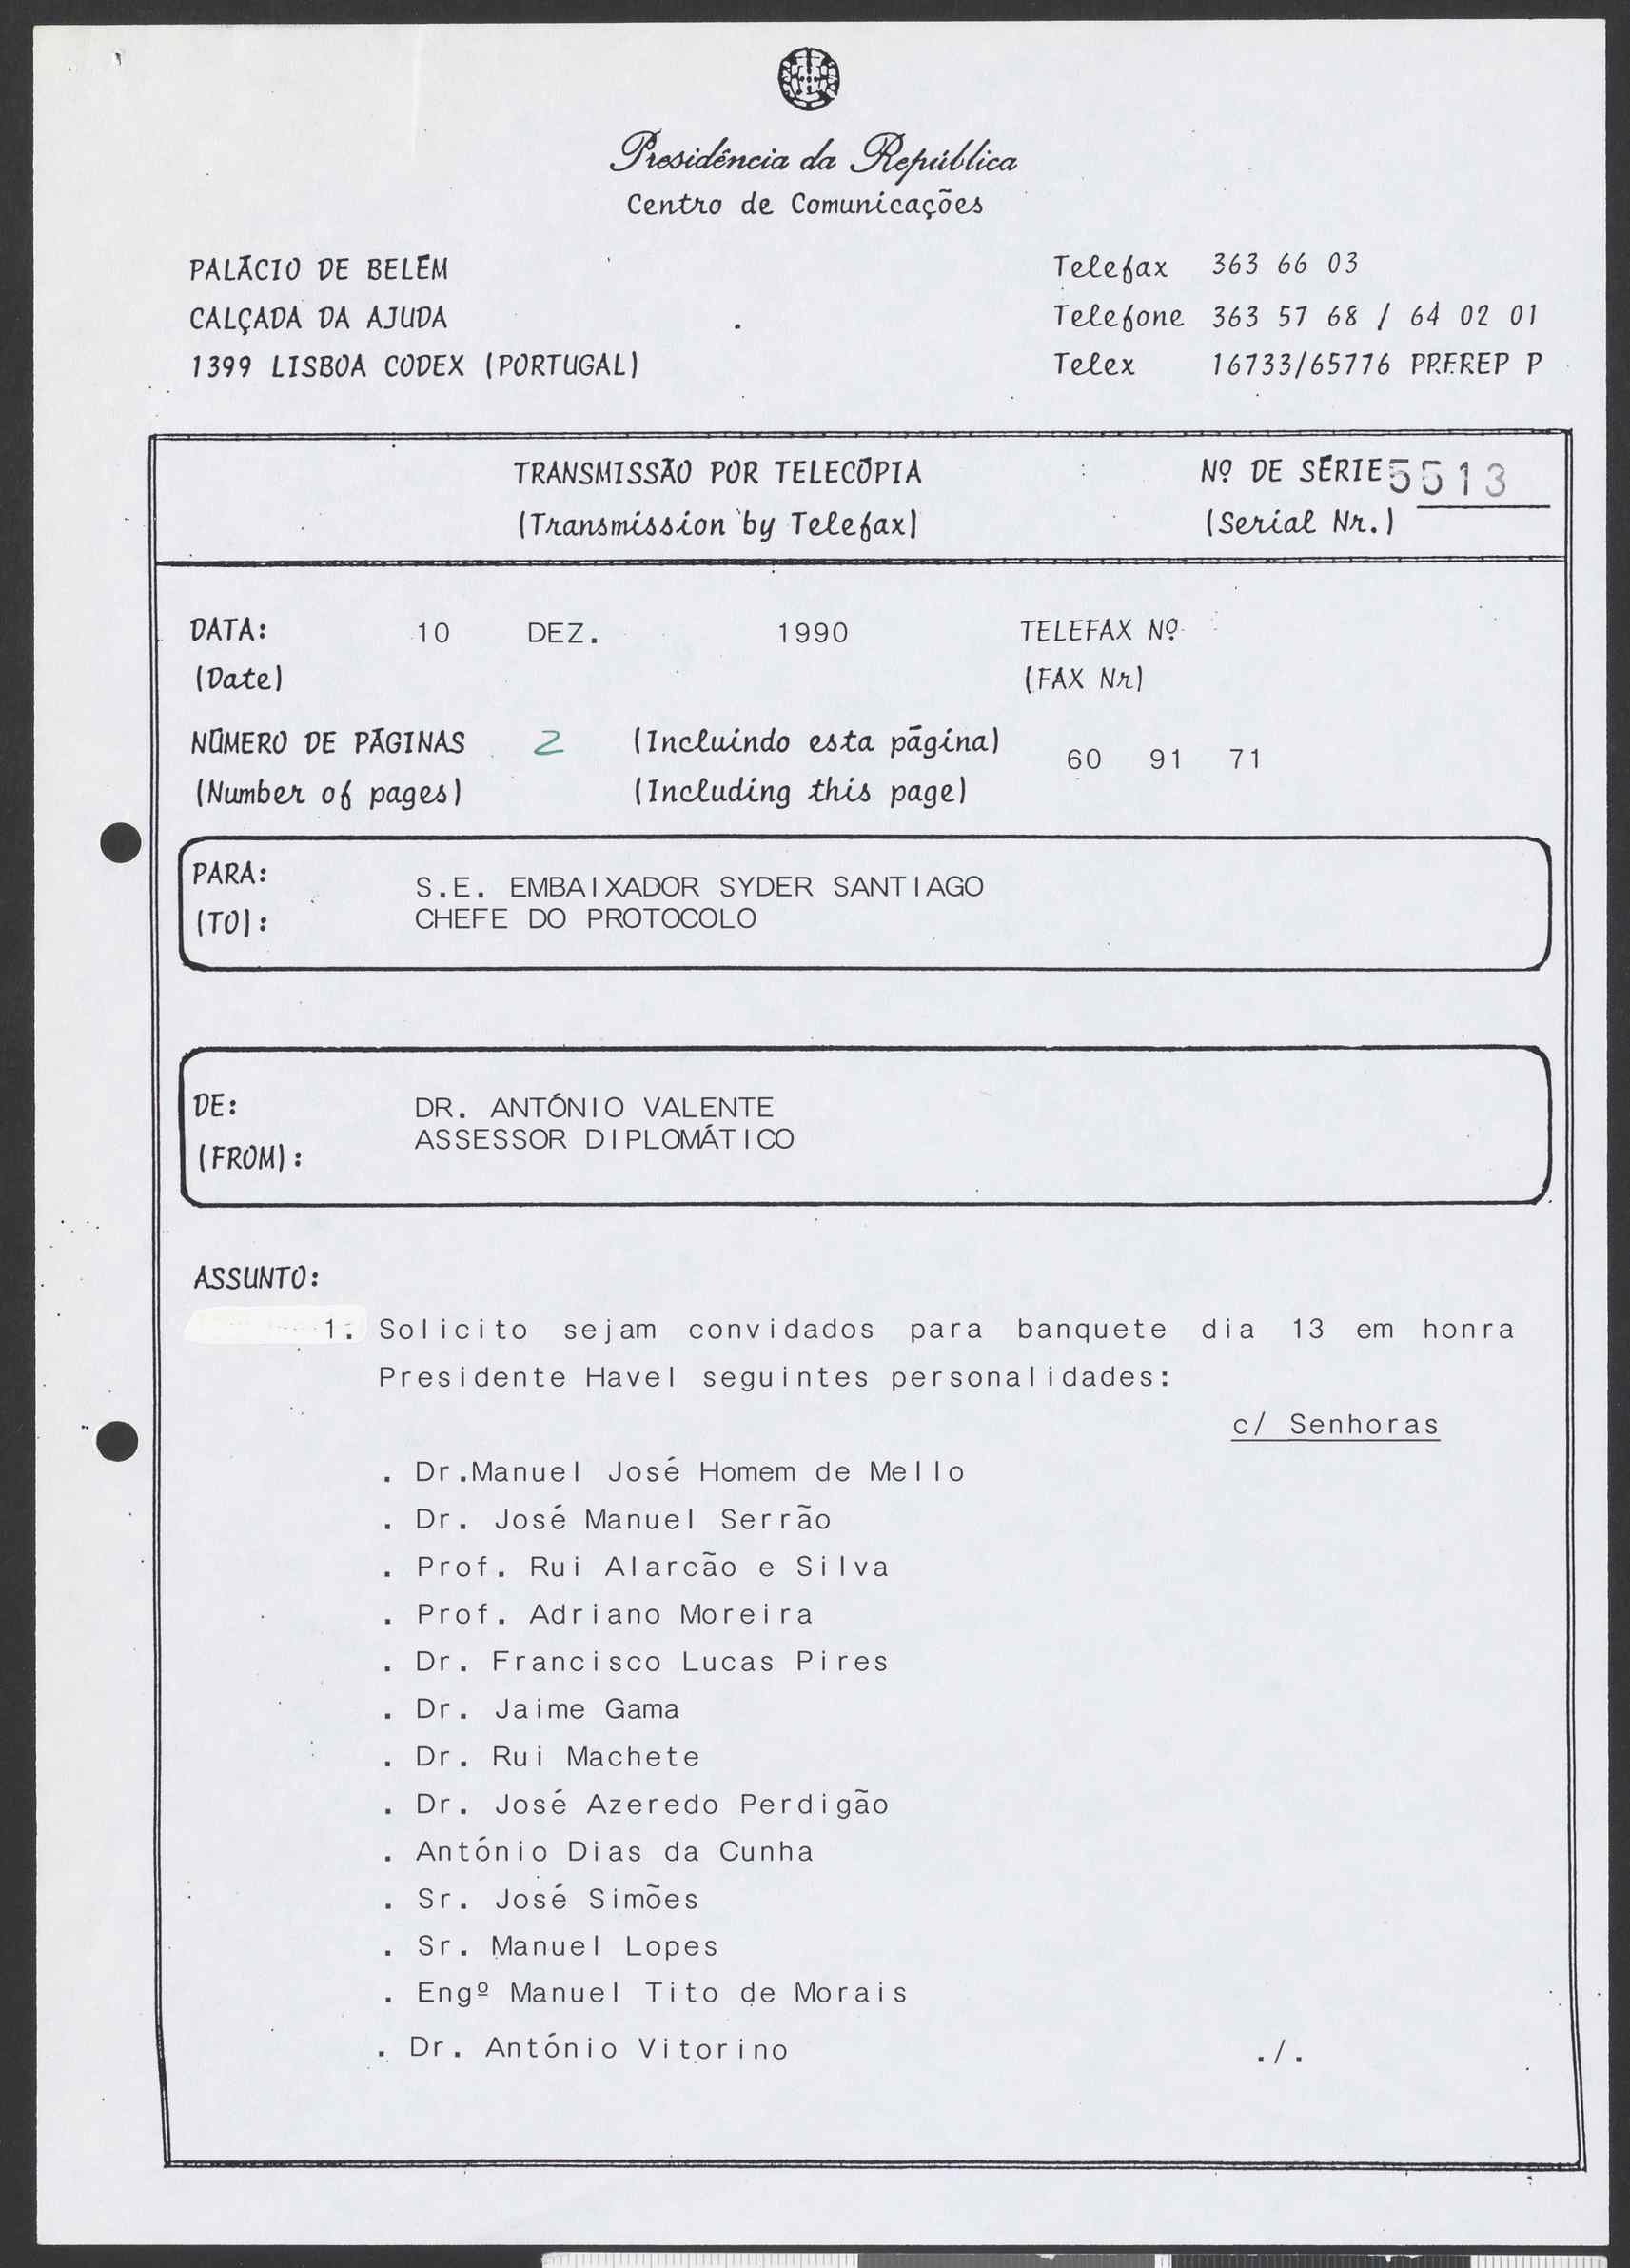 Presidência da República
Centro de Comunicações
PALÁCIO DE BELÉM
CALÇADA DA AJUDA
1399 LISBOA CODEX (PORTUGAL)
Telefax 363 66 03
Telefone 363 57 68 / 64 02 01
Telex 16733/65776 PREREP P
TRANSMISSÃO POR TELECÓPIA
(Transmission by Telefax)
Nº DE SÉRIE 5513
(Serial Nr.)
DATA: 10 DEZ. 1990
(Date)
TELEFAX Nº
(FAX Nr)
NÚMERO DE PÁGINAS 2 (Incluindo esta página)
(Number of pages) (Including this page)
60 91 71
PARA:
(TO):
S.E. EMBAIXADOR SYDER SANTIAGO
CHEFE DO PROTOCOLO
DE:
(FROM):
DR. ANTÓNIO VALENTE
ASSESSOR DIPLOMÁTICO
ASSUNTO:
1. Solicito sejam convidados para banquete dia 13 em honra
Presidente Havel seguintes personalidades:
c/ Senhoras
. Dr.Manuel José Homem de Mello
. Dr. José Manuel Serrão
. Prof. Rui Alarcão e Silva
. Prof. Adriano Moreira
. Dr. Francisco Lucas Pires
. Dr. Jaime Gama
. Dr. Rui Machete
. Dr. José Azeredo Perdigão
. António Dias da Cunha
. Sr. José Simões
. Sr. Manuel Lopes
. Engº Manuel Tito de Morais
. Dr. António Vitorino
./.